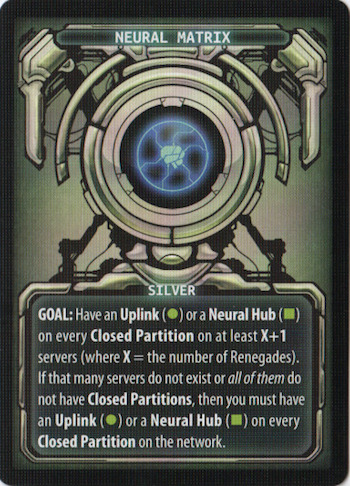 NEURAL MATRIX
SILVER
GOAL: Have an Uplink (●) or a Neural Hub (■)
on every Closed Partition on at least X+1
servers (where X = the number of Renegades).
If that many servers do not exist or all of them do
not have Closed Partitions, then you must have
an Uplink (●) or a Neural Hub (■) on every
Closed Partition on the network.